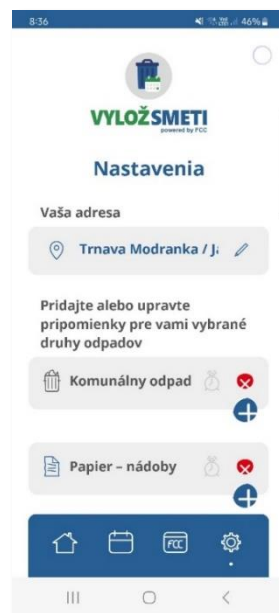 8:36
46%
VYLOŽSMETI
powered by FCC
Nastavenia
Vaša adresa
Trnava Modranka / Ja
Pridajte alebo upravte
pripomienky pre vami vybrané
druhy odpadov
Komunálny odpad
Papier – nádoby
FCC